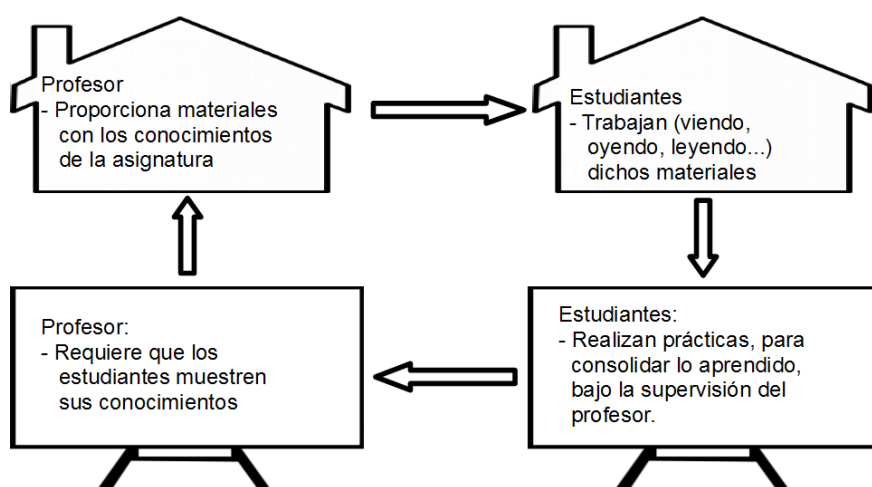 Profesor
- Proporciona materiales
con los conocimientos
de la asignatura
Estudiantes
- Trabajan (viendo,
oyendo, leyendo...)
dichos materiales
Profesor:
- Requiere que los
estudiantes muestren
sus conocimientos
Estudiantes:
- Realizan prácticas, para
consolidar lo aprendido,
bajo la supervisión del
profesor.